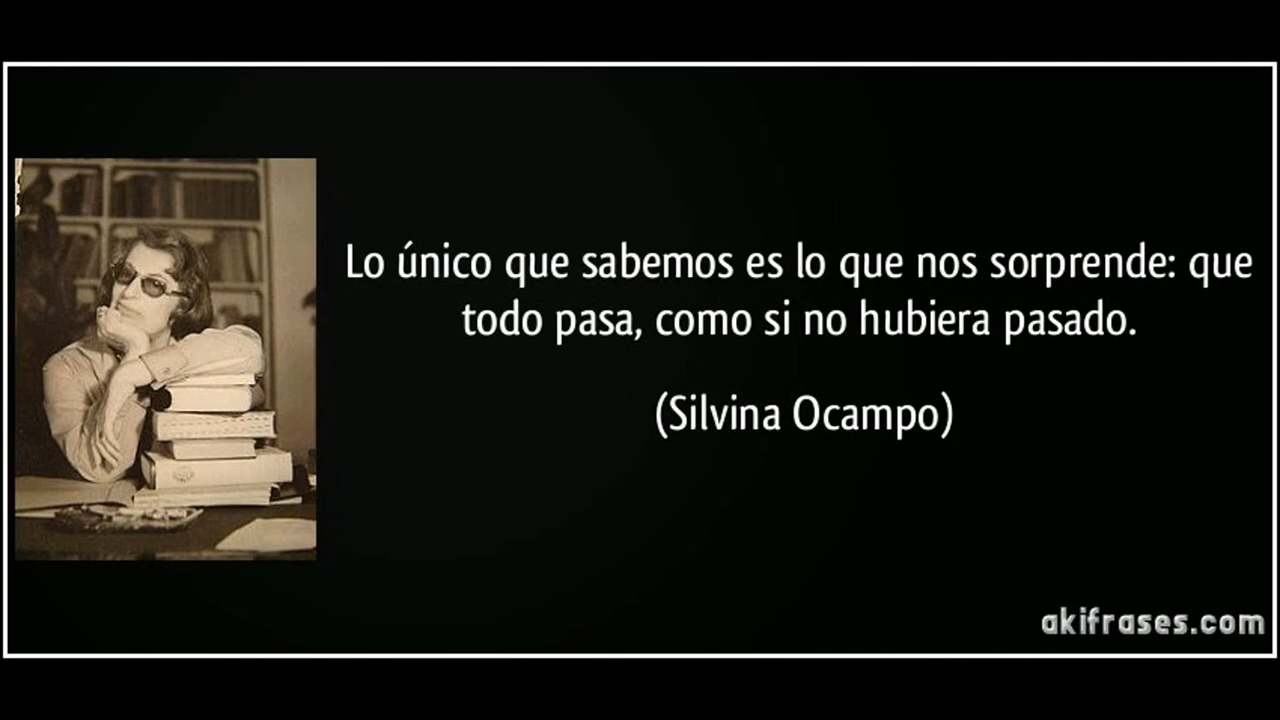 Lo único que sabemos es lo que nos sorprende: que
todo pasa, como si no hubiera pasado.
(Silvina Ocampo)
akifrases.com